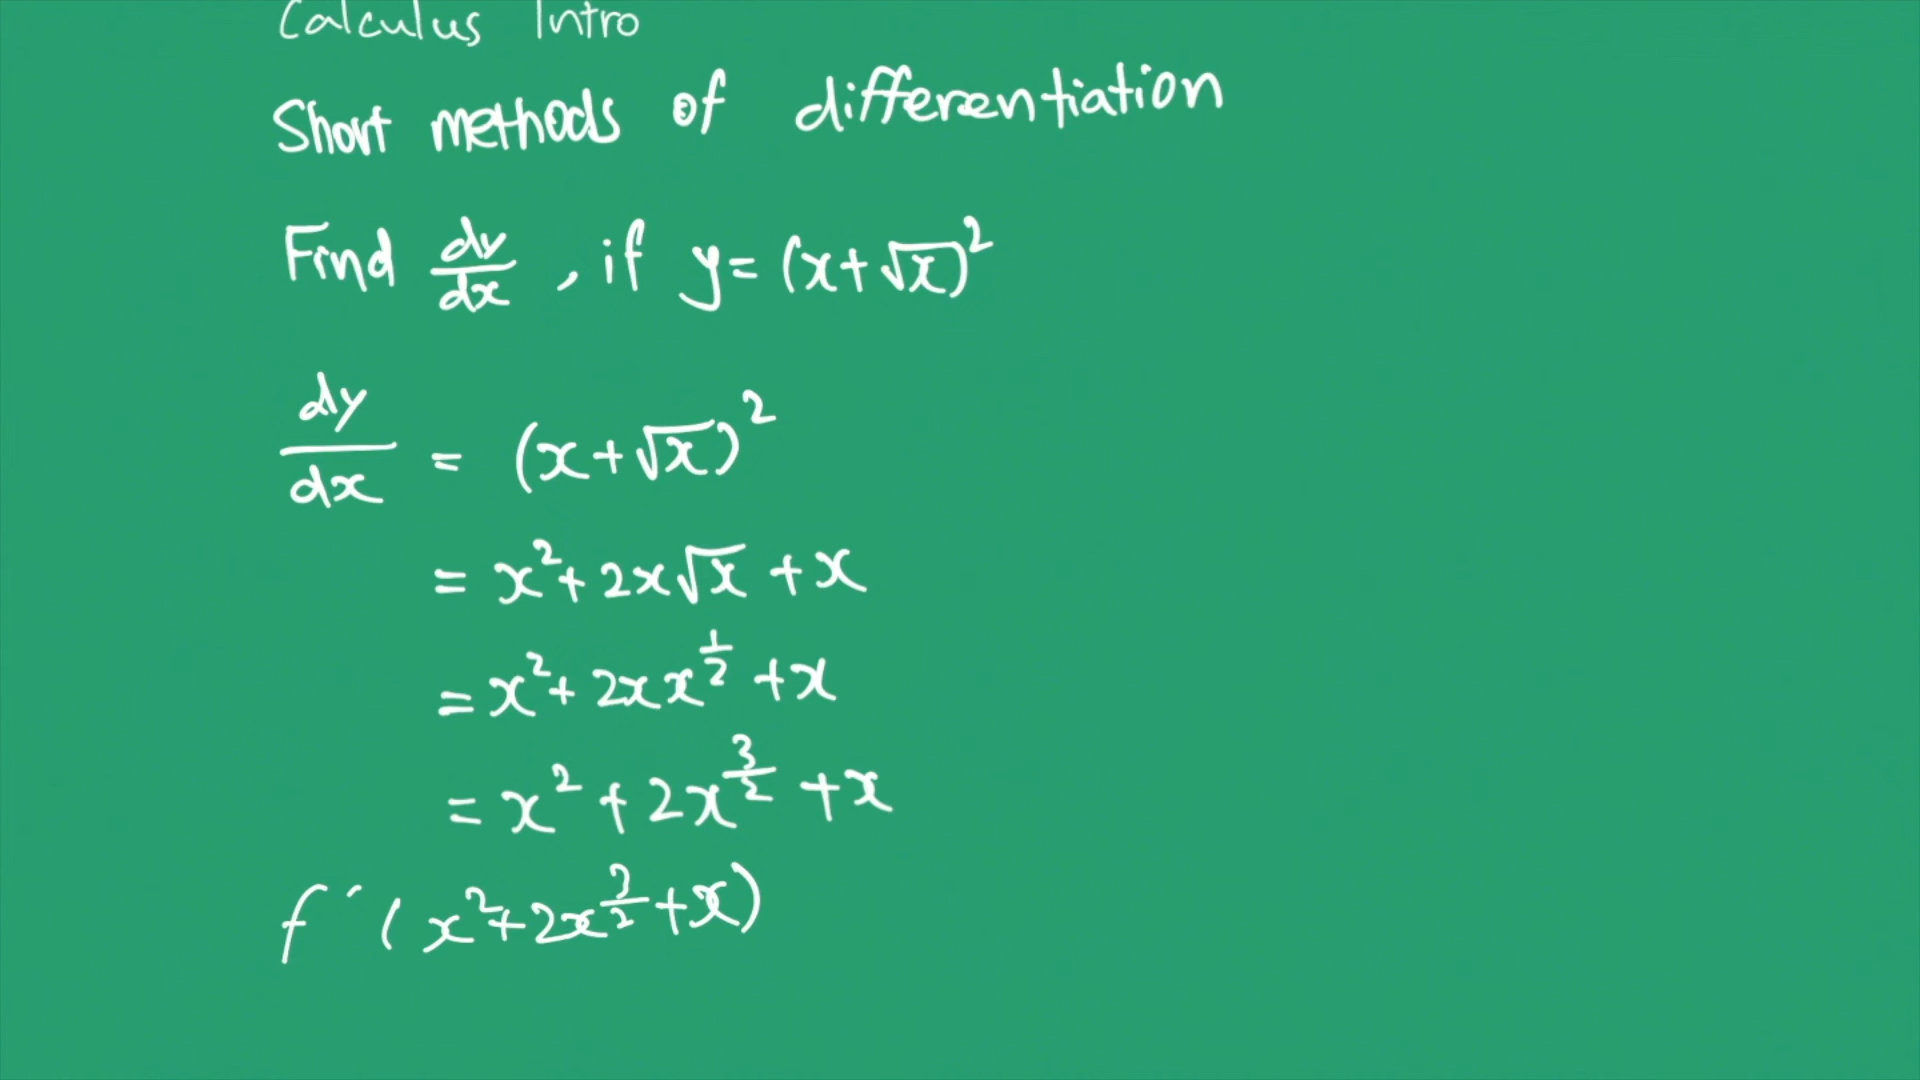 Calculus Intro
Short methods of differentiation
Find dy/dx , if y = (x+√x)²
dy/dx = (x+√x)²
= x²+ 2x√x +x
= x²+ 2xx^(1/2) +x
= x² + 2x^(3/2) +x
f´(x²+2x^(3/2)+x)